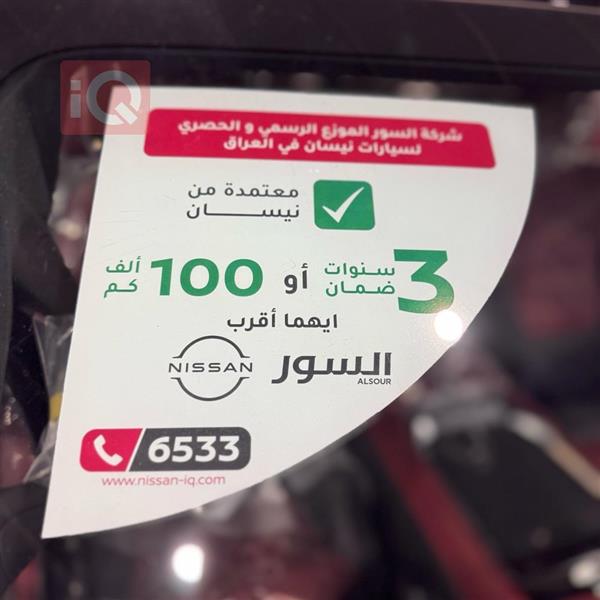 iQ
شركة السور الموزع الرسمي و الحصري
لسيارات نيسان في العراق
معتمدة من
نيســـــان
3 سنوات ضمان أو 100 ألف كم
ايهما أقرب
NISSAN السور
ALSOUR
6533
www.nissan-iq.com